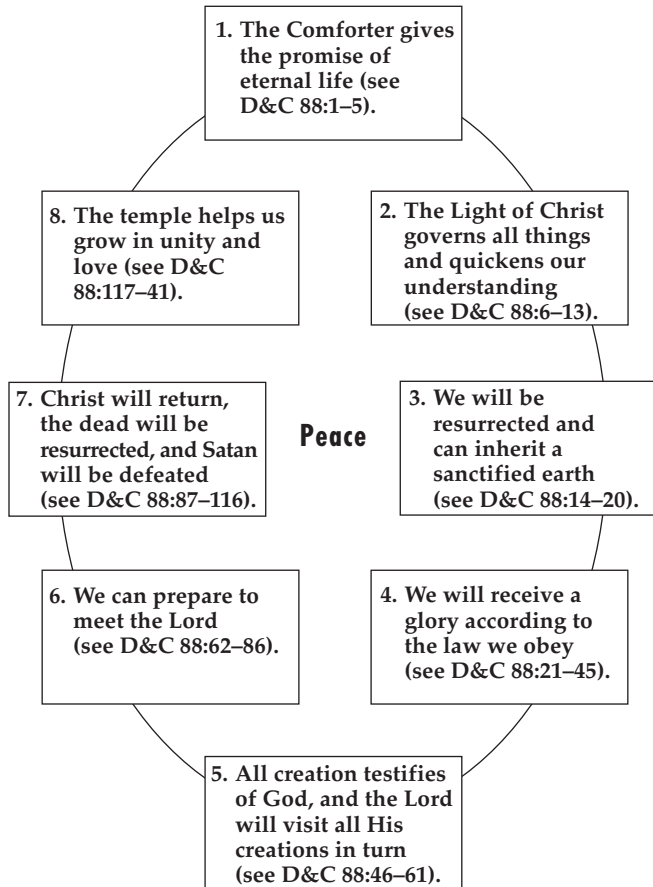 1. The Comforter gives
the promise of
eternal life (see
D&C 88:1–5).
2. The Light of Christ
governs all things
and quickens our
understanding
(see D&C 88:6–13).
3. We will be
resurrected and
can inherit a
sanctified earth
(see D&C 88:14–20).
4. We will receive a
glory according to
the law we obey
(see D&C 88:21–45).
5. All creation testifies
of God, and the Lord
will visit all His
creations in turn
(see D&C 88:46–61).
6. We can prepare to
meet the Lord
(see D&C 88:62–86).
7. Christ will return,
the dead will be
resurrected, and Satan
will be defeated
(see D&C 88:87–116).
8. The temple helps us
grow in unity and
love (see D&C
88:117–41).
Peace